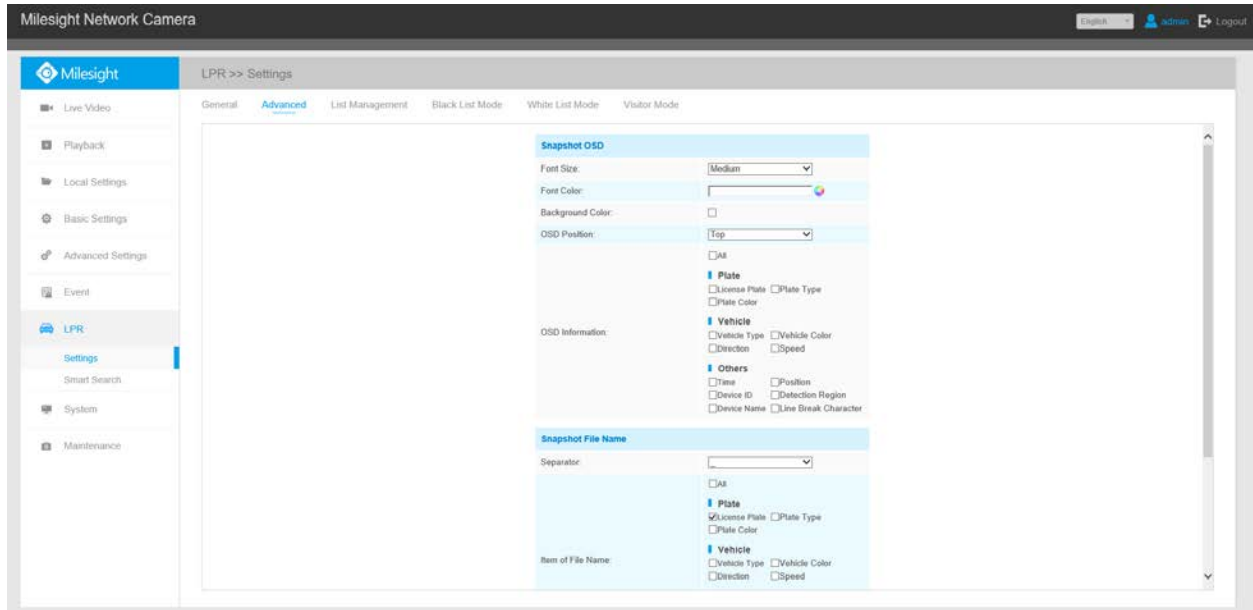 Milesight Network Camera
English admin Logout
Milesight
LPR >> Settings
Live Video
General Advanced List Management Black List Mode White List Mode Visitor Mode
Playback
Local Settings
Basic Settings
Advanced Settings
Event
LPR
Settings
Smart Search
System
Maintenance
Snapshot OSD
Font Size: Medium
Font Color:
Background Color:
OSD Position: Top
All
Plate
License Plate Plate Type
Plate Color
OSD Information:
Vehicle
Vehicle Type Vehicle Color
Direction Speed
Others
Time Position
Device ID Detection Region
Device Name Line Break Character
Snapshot File Name
Separator: _
All
Plate
License Plate Plate Type
Plate Color
Item of File Name:
Vehicle
Vehicle Type Vehicle Color
Direction Speed